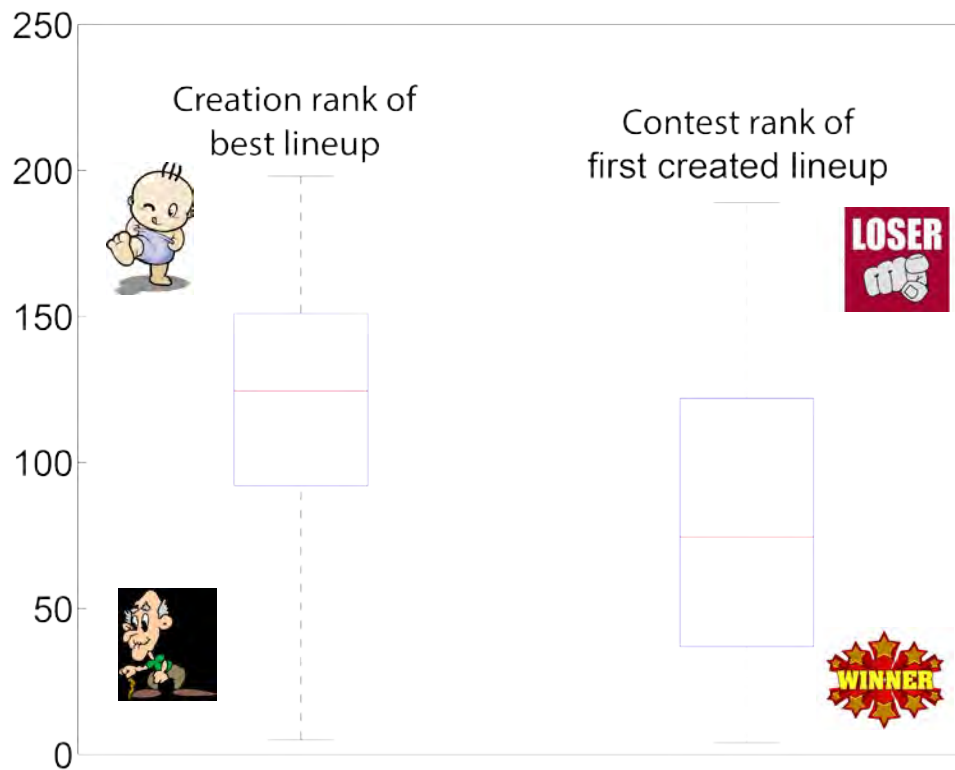 250
Creation rank of
best lineup
Contest rank of
first created lineup
200
LOSER
150
100
50
WINNER
0